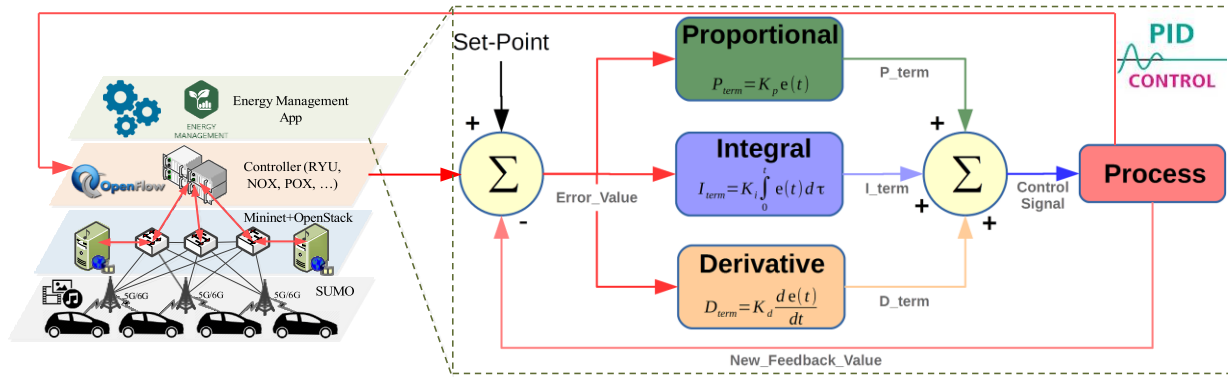 Energy Management
App
ENERGY
MANAGEMENT
OpenFlow
Controller (RYU,
NOX, POX, ...)
Mininet+OpenStack
SUMO
5G/6G
5G/6G
5G/6G
Set-Point
+
Σ
-
Error_Value
Proportional
P_term = K_p e(t)
Integral
I_term = K_i ∫_0^t e(t) d τ
Derivative
D_term = K_d d e(t)/dt
P_term
I_term
D_term
+
+
+
Σ
Control
Signal
Process
New_Feedback_Value
PID
CONTROL